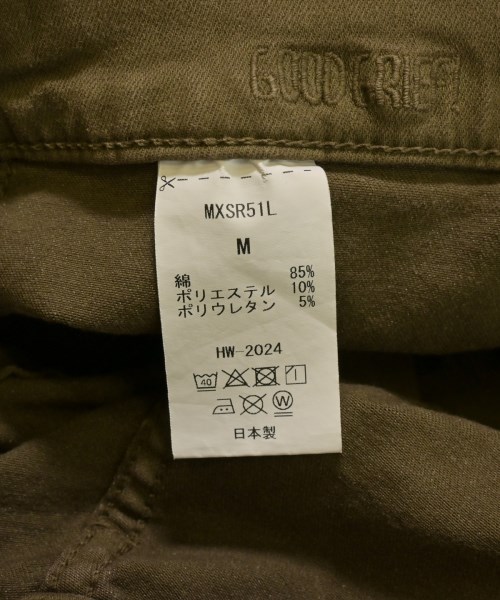 GOOD GRIEF!
MXSR51L
M
綿 85%
ポリエステル 10%
ポリウレタン 5%
HW-2024
40
W
日本製